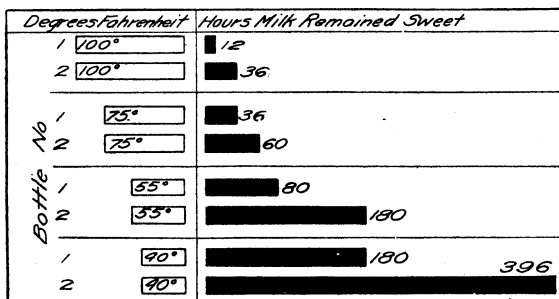 Degrees Fahrenheit Hours Milk Remained Sweet
1 100° 12
2 100° 36
1 75° 36
2 75° 60
1 55° 80
2 55° 180
1 40° 180
2 40° 396
Bottle No